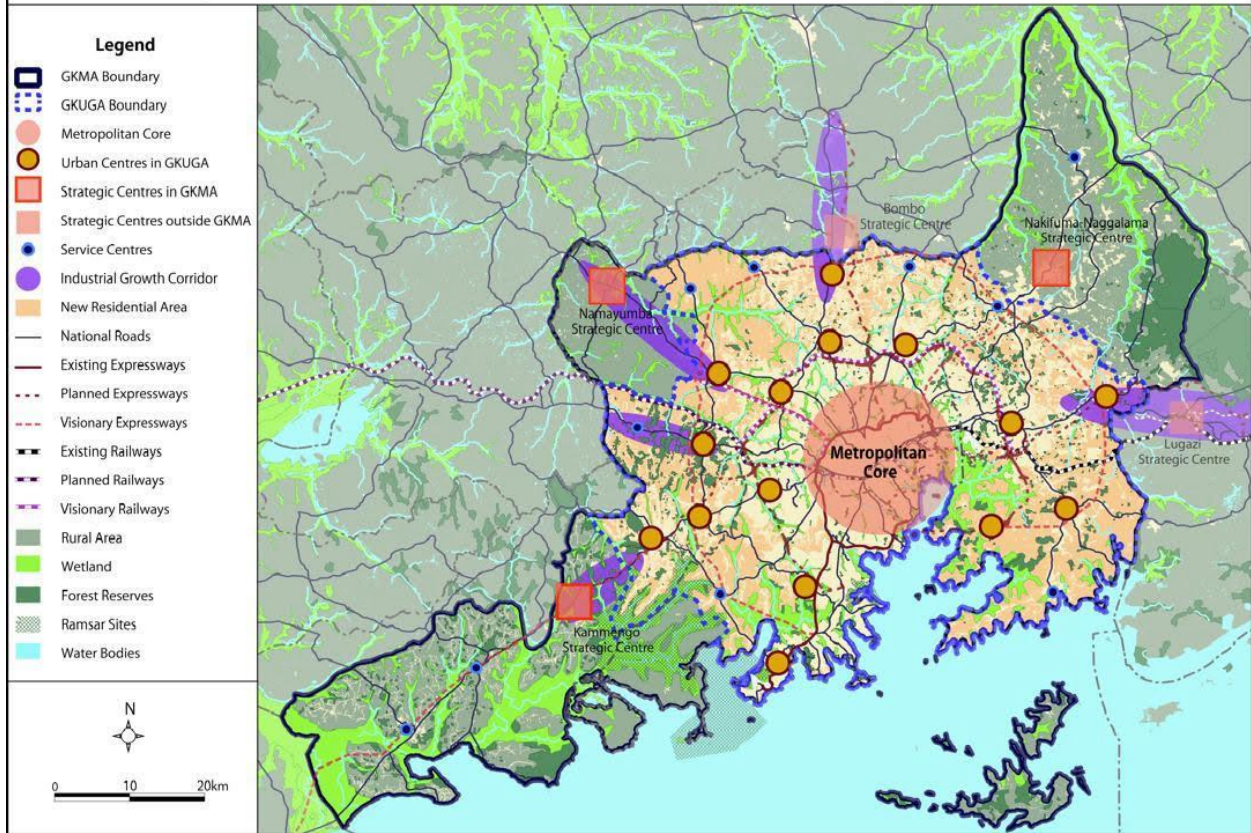 Legend
GKMA Boundary
GKUGA Boundary
Metropolitan Core
Urban Centres in GKUGA
Strategic Centres in GKMA
Strategic Centres outside GKMA
Service Centres
Industrial Growth Corridor
New Residential Area
National Roads
Existing Expressways
Planned Expressways
Visionary Expressways
Existing Railways
Planned Railways
Visionary Railways
Rural Area
Wetland
Forest Reserves
Ramsar Sites
Water Bodies
N
0 10 20km
Bombo
Strategic Centre
Nakifuma-Naggalama
Strategic Centre
Namayumba
Strategic Centre
Metropolitan
Core
Lugazi
Strategic Centre
Kammengo
Strategic Centre